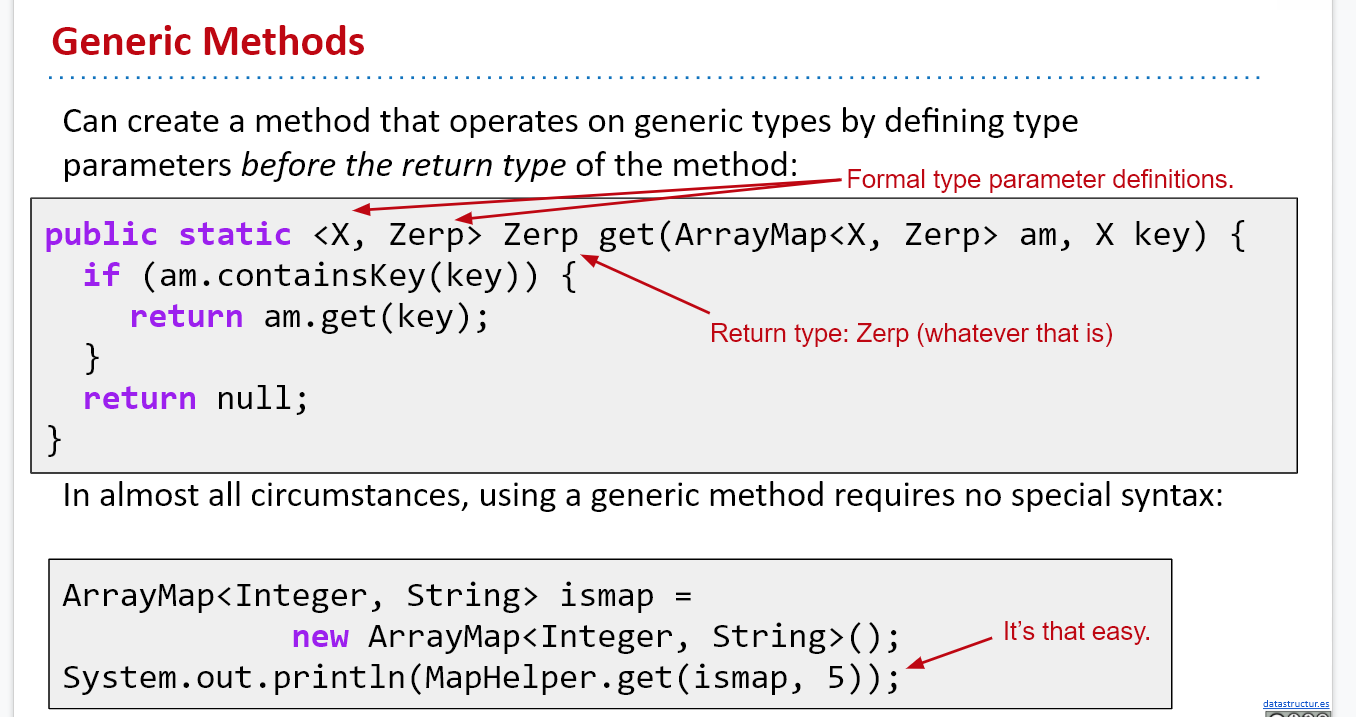 Generic Methods
Can create a method that operates on generic types by defining type
parameters before the return type of the method:
Formal type parameter definitions.
public static <X, Zerp> Zerp get(ArrayMap<X, Zerp> am, X key) {
if (am.containsKey(key)) {
return am.get(key);
Return type: Zerp (whatever that is)
}
return null;
}
In almost all circumstances, using a generic method requires no special syntax:
ArrayMap<Integer, String> ismap =
new ArrayMap<Integer, String>();
It's that easy.
System.out.println(MapHelper.get(ismap, 5));
datastructur.es